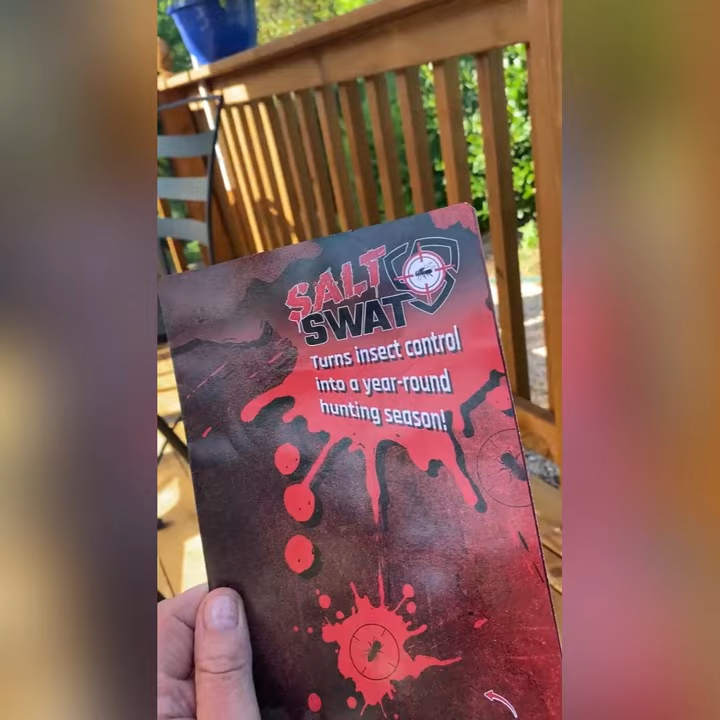 SALT
SWAT
Turns insect control
into a year-round
hunting season!